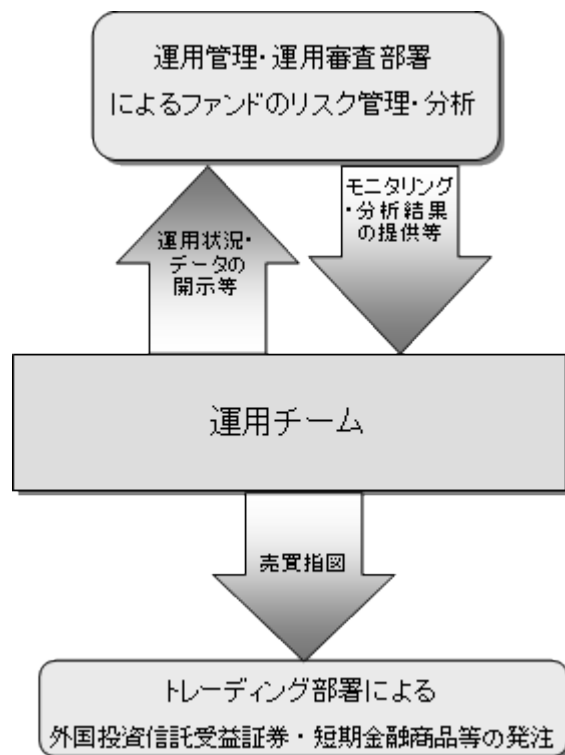 運用管理・運用審査部署
によるファンドのリスク管理・分析
運用状況・
データの
開示等
モニタリング
・分析結果
の提供等
運用チーム
売買指図
トレーディング部署による
外国投資信託受益証券・短期金融商品等の発注